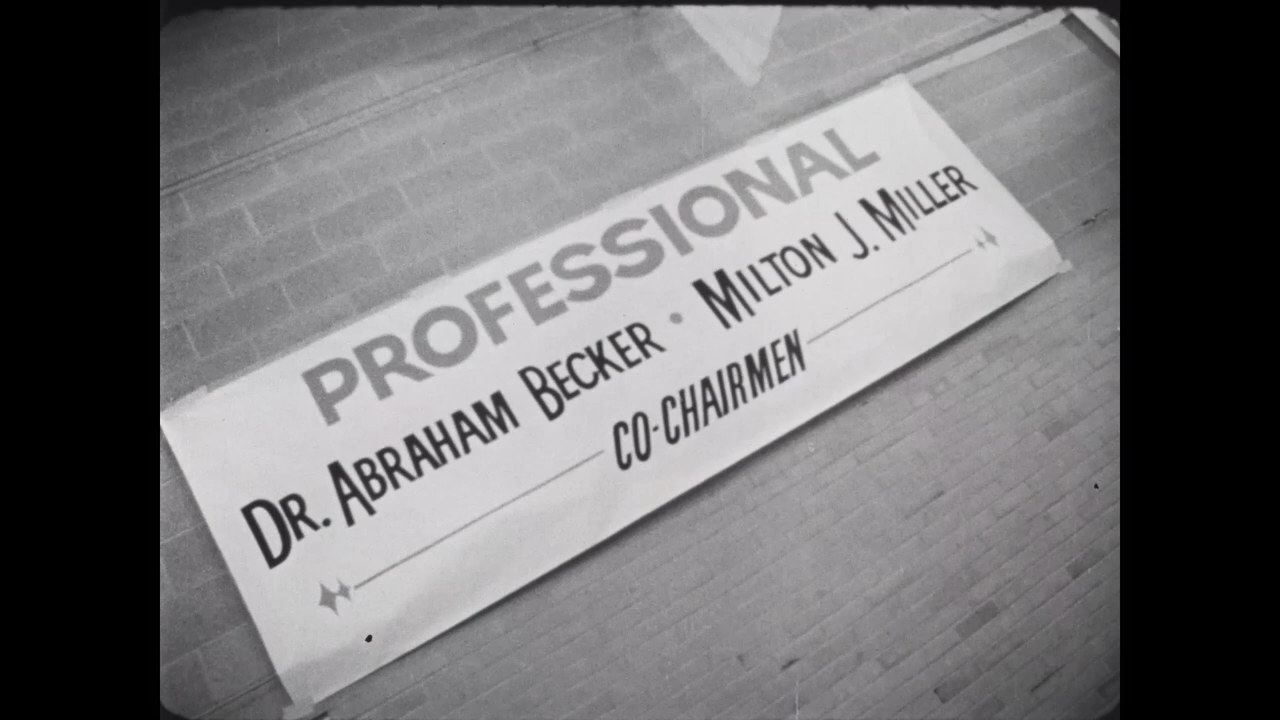 PROFESSIONAL
DR. ABRAHAM BECKER • MILTON J. MILLER
CO-CHAIRMEN